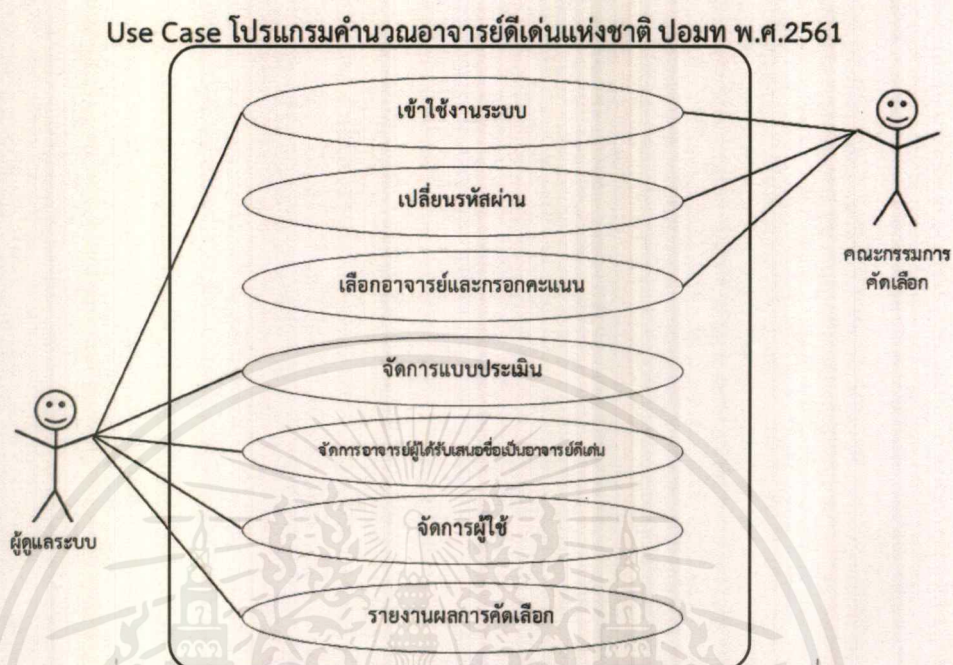 Use Case โปรแกรมคำนวณอาจารย์ดีเด่นแห่งชาติ ปอมท พ.ศ.2561
เข้าใช้งานระบบ
เปลี่ยนรหัสผ่าน
คณะกรรมการ
คัดเลือก
เลือกอาจารย์และกรอกคะแนน
จัดการแบบประเมิน
จัดการอาจารย์ผู้ได้รับเสนอชื่อเป็นอาจารย์ดีเด่น
จัดการผู้ใช้
ผู้ดูแลระบบ
รายงานผลการคัดเลือก